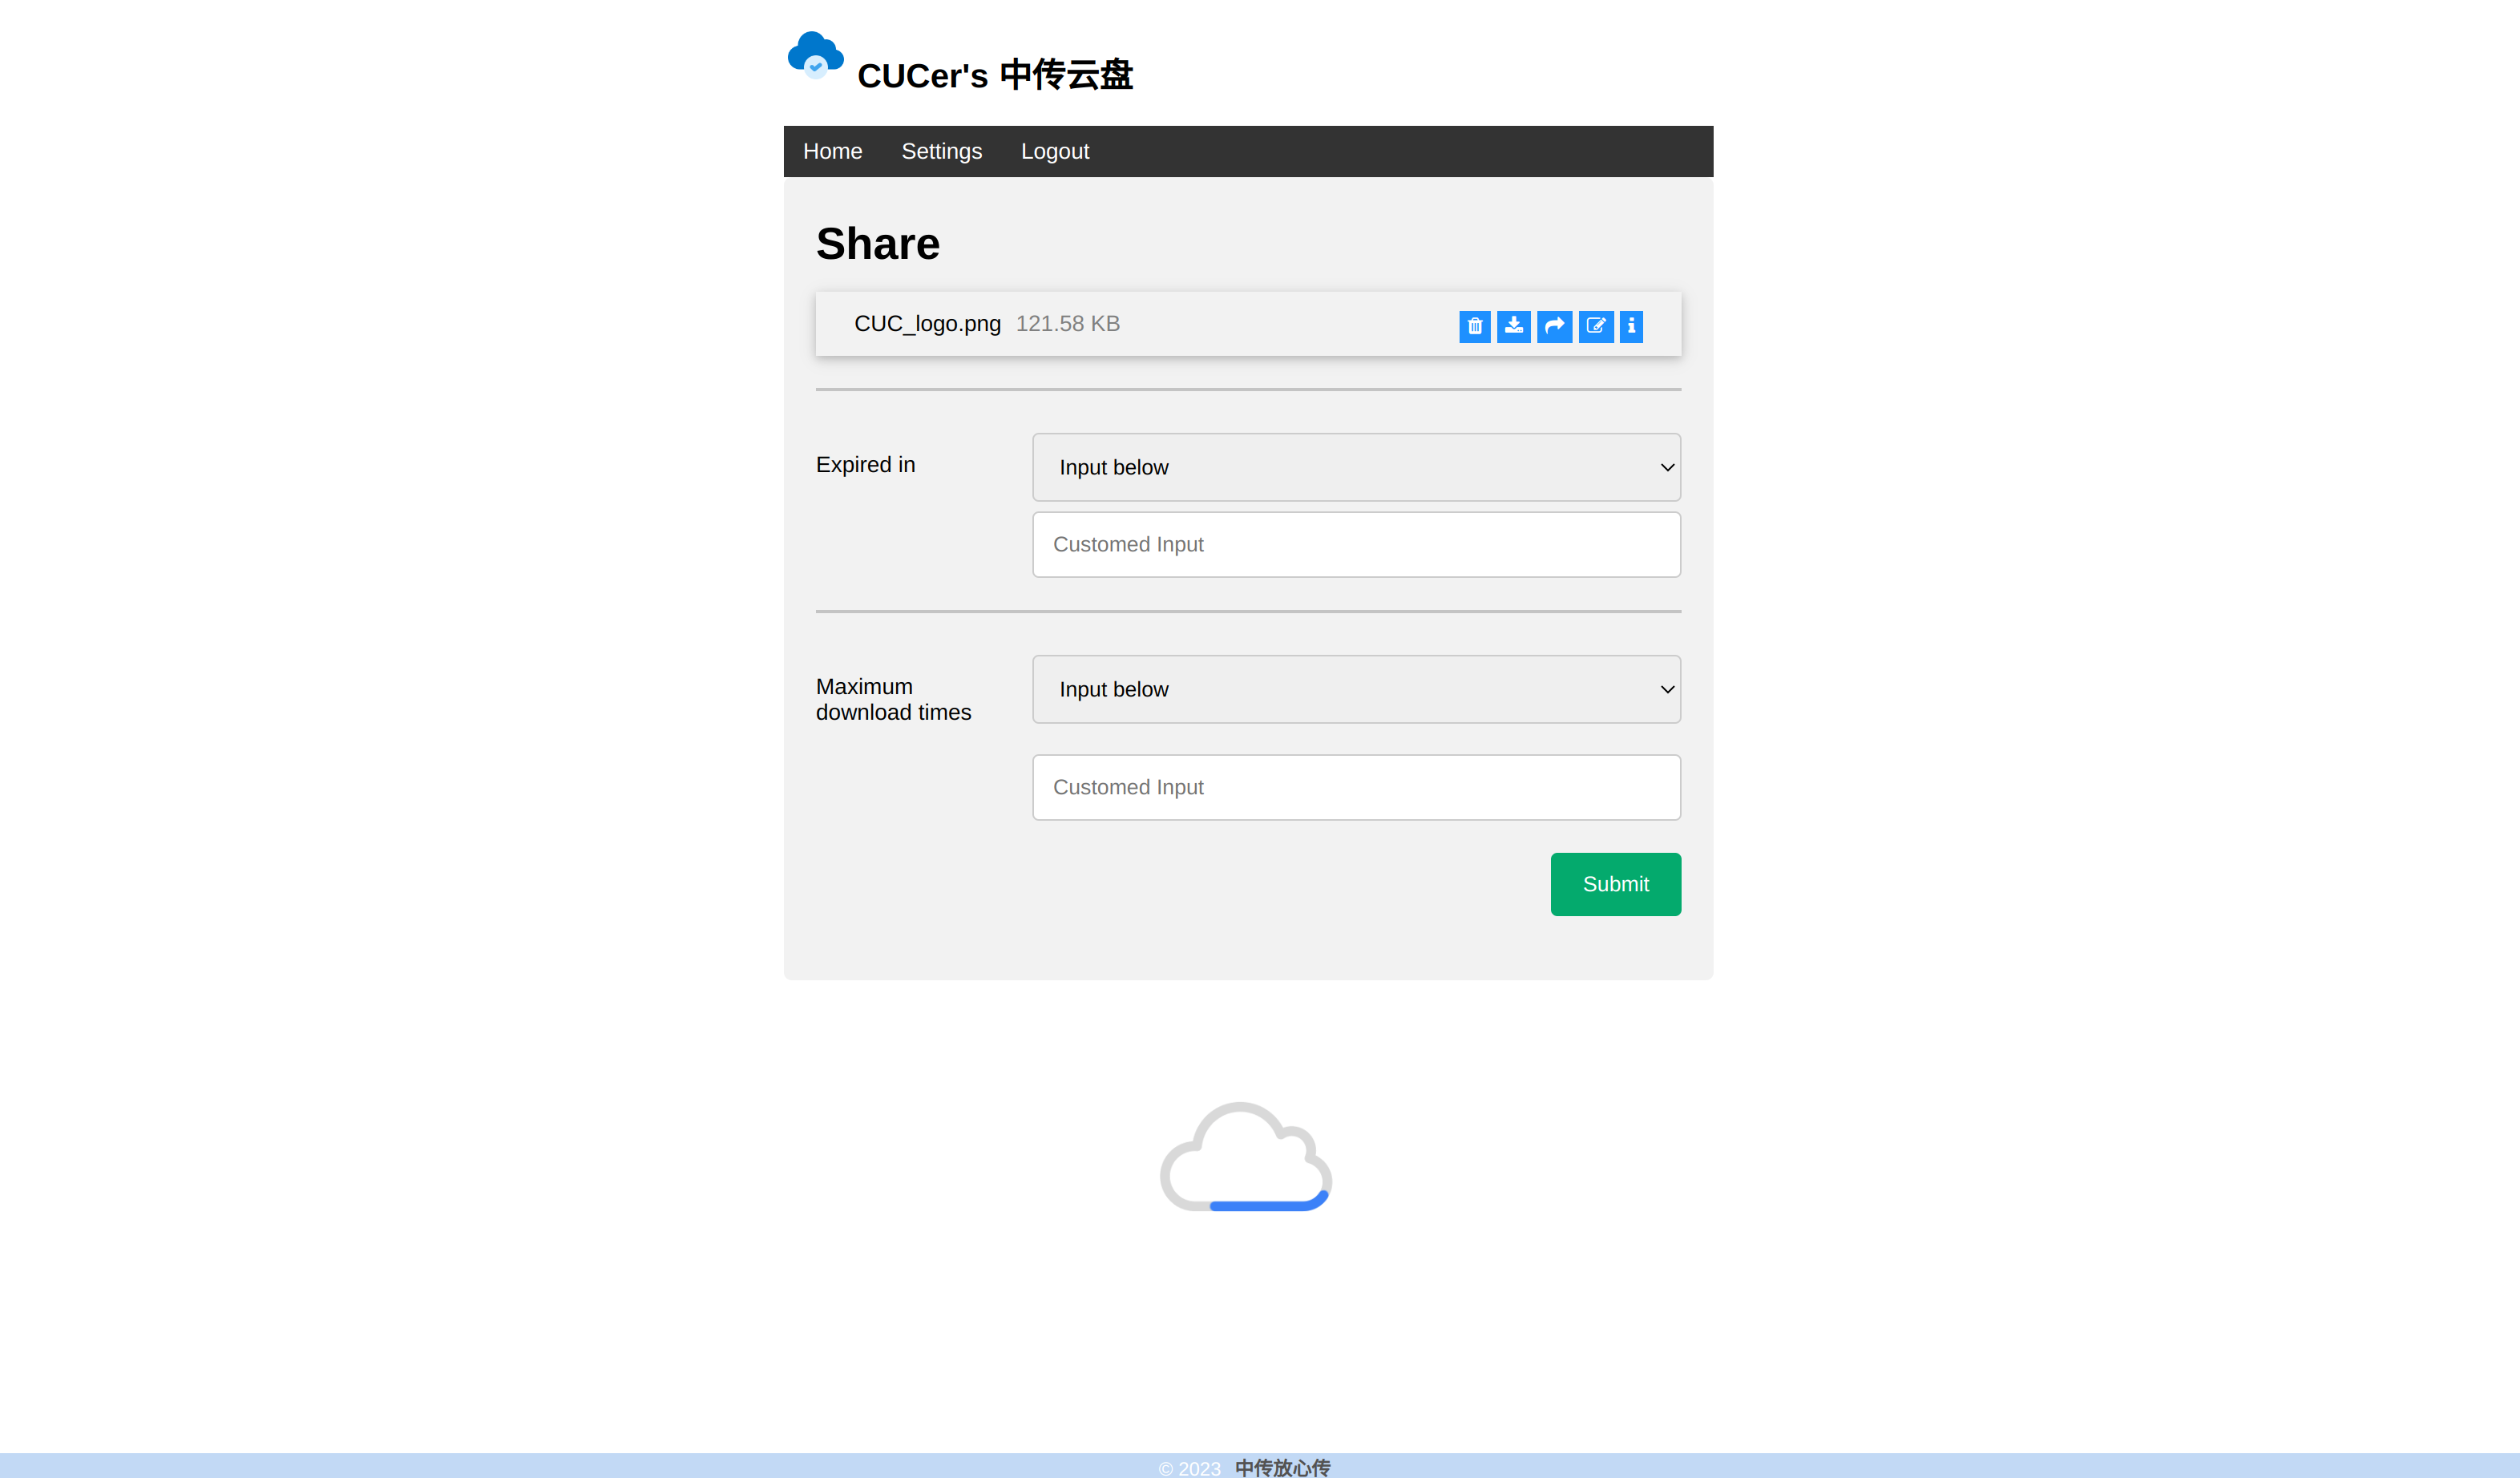 CUCer's 中传云盘
Home Settings Logout
Share
CUC_logo.png 121.58 KB
Expired in
Input below
Customed Input
Maximum
download times
Input below
Customed Input
Submit
© 2023 中传放心传